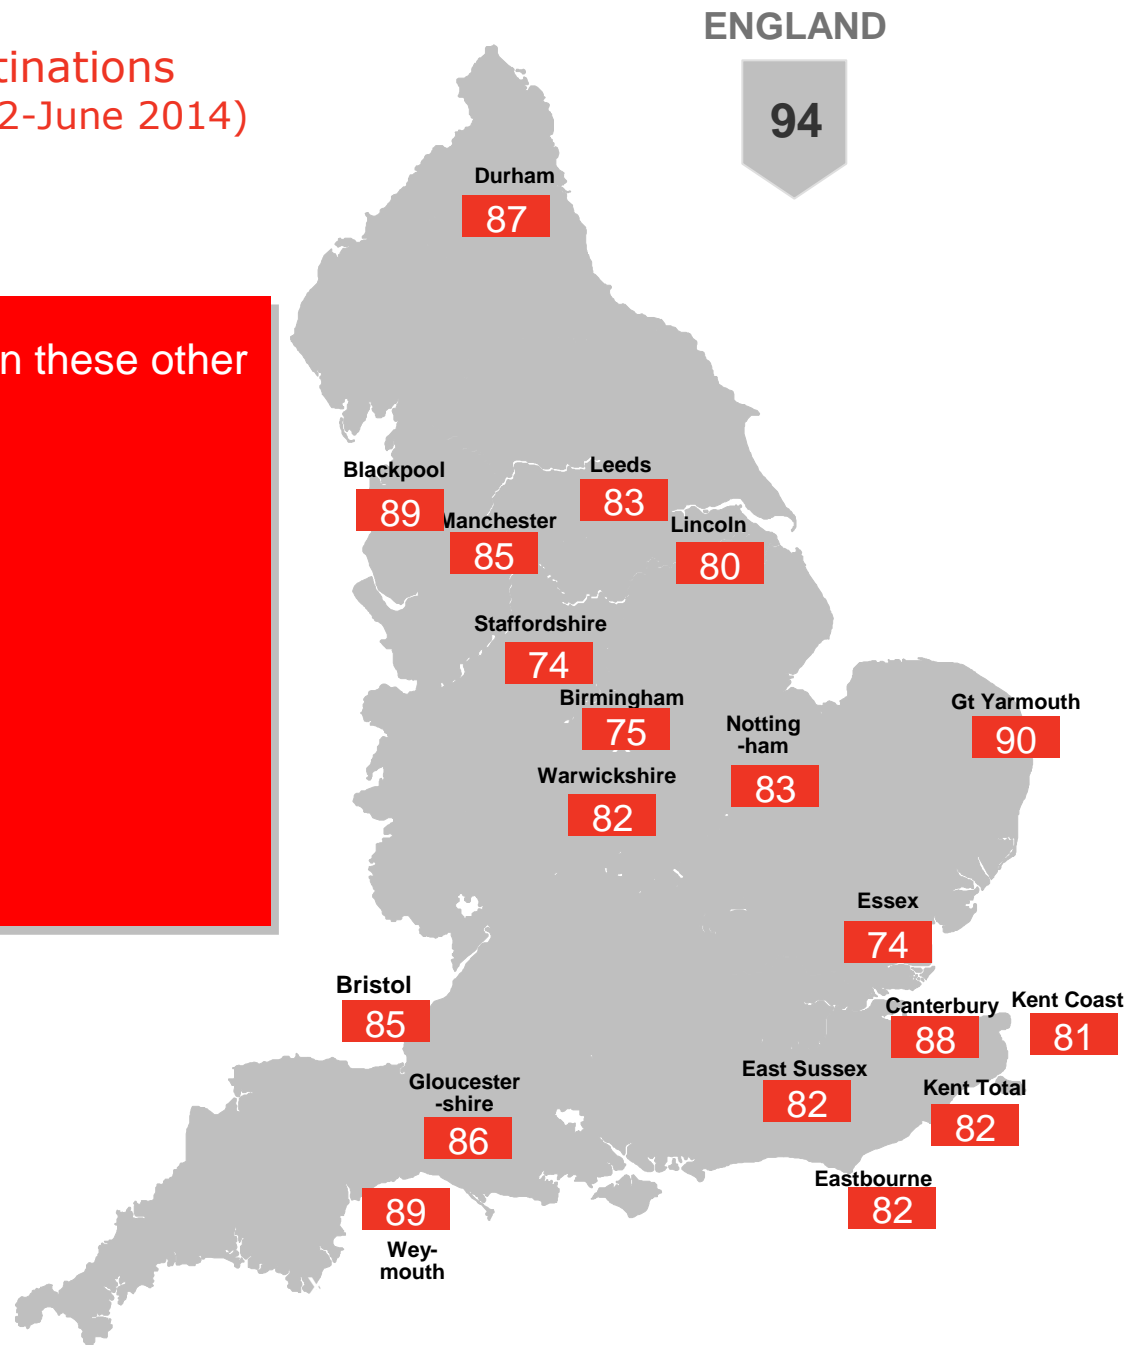 ENGLAND
94
tinations
2-June 2014)
n these other
Durham
87
Blackpool
89
Manchester
85
Leeds
83
Lincoln
80
Staffordshire
74
Birmingham
75
Notting
-ham
83
Gt Yarmouth
90
Warwickshire
82
Essex
74
Bristol
85
Canterbury
88
Kent Coast
81
East Sussex
82
Kent Total
82
Gloucester
-shire
86
Eastbourne
82
89
Wey-
mouth